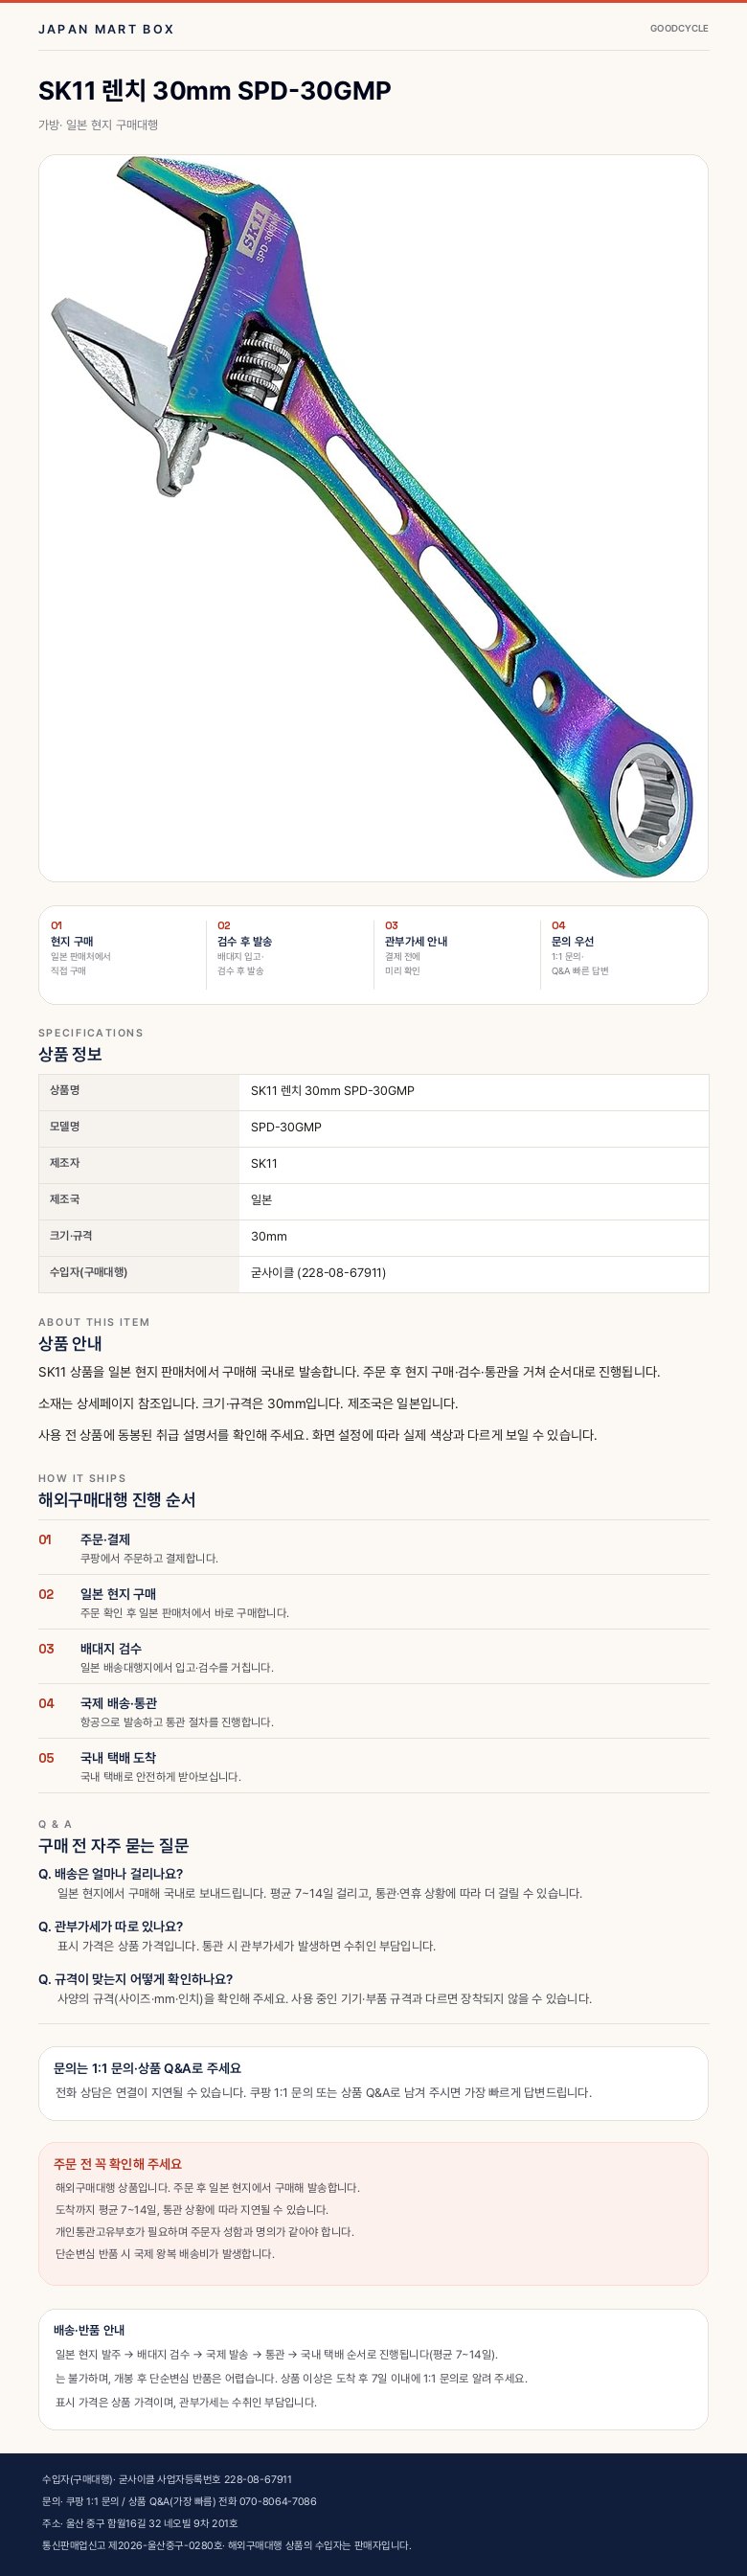 JAPAN MART BOX
GOODCYCLE
SK11 렌치 30mm SPD-30GMP
가방· 일본 현지 구매대행
SK11
SPD-30GMP
0
10
20
30
01
현지 구매
일본 판매처에서
직접 구매
02
검수 후 발송
배대지 입고·
검수 후 발송
03
관부가세 안내
결제 전에
미리 확인
04
문의 우선
1:1 문의·
Q&A 빠른 답변
SPECIFICATIONS
상품 정보
상품명 SK11 렌치 30mm SPD-30GMP
모델명 SPD-30GMP
제조자 SK11
제조국 일본
크기·규격 30mm
수입자(구매대행) 굳사이클 (228-08-67911)
ABOUT THIS ITEM
상품 안내
SK11 상품을 일본 현지 판매처에서 구매해 국내로 발송합니다. 주문 후 현지 구매·검수·통관을 거쳐 순서대로 진행됩니다.
소재는 상세페이지 참조입니다. 크기·규격은 30mm입니다. 제조국은 일본입니다.
사용 전 상품에 동봉된 취급 설명서를 확인해 주세요. 화면 설정에 따라 실제 색상과 다르게 보일 수 있습니다.
HOW IT SHIPS
해외구매대행 진행 순서
01 주문·결제
쿠팡에서 주문하고 결제합니다.
02 일본 현지 구매
주문 확인 후 일본 판매처에서 바로 구매합니다.
03 배대지 검수
일본 배송대행지에서 입고·검수를 거칩니다.
04 국제 배송·통관
항공으로 발송하고 통관 절차를 진행합니다.
05 국내 택배 도착
국내 택배로 안전하게 받아보십니다.
Q & A
구매 전 자주 묻는 질문
Q. 배송은 얼마나 걸리나요?
일본 현지에서 구매해 국내로 보내드립니다. 평균 7~14일 걸리고, 통관·연휴 상황에 따라 더 걸릴 수 있습니다.
Q. 관부가세가 따로 있나요?
표시 가격은 상품 가격입니다. 통관 시 관부가세가 발생하면 수취인 부담입니다.
Q. 규격이 맞는지 어떻게 확인하나요?
사양의 규격(사이즈·mm·인치)을 확인해 주세요. 사용 중인 기기·부품 규격과 다르면 장착되지 않을 수 있습니다.
문의는 1:1 문의·상품 Q&A로 주세요
전화 상담은 연결이 지연될 수 있습니다. 쿠팡 1:1 문의 또는 상품 Q&A로 남겨 주시면 가장 빠르게 답변드립니다.
주문 전 꼭 확인해 주세요
해외구매대행 상품입니다. 주문 후 일본 현지에서 구매해 발송합니다.
도착까지 평균 7~14일, 통관 상황에 따라 지연될 수 있습니다.
개인통관고유부호가 필요하며 주문자 성함과 명의가 같아야 합니다.
단순변심 반품 시 국제 왕복 배송비가 발생합니다.
배송·반품 안내
일본 현지 발주 → 배대지 검수 → 국제 발송 → 통관 → 국내 택배 순서로 진행됩니다(평균 7~14일).
는 불가하며, 개봉 후 단순변심 반품은 어렵습니다. 상품 이상은 도착 후 7일 이내에 1:1 문의로 알려 주세요.
표시 가격은 상품 가격이며, 관부가세는 수취인 부담입니다.
수입자(구매대행)· 굳사이클 사업자등록번호 228-08-67911
문의· 쿠팡 1:1 문의 / 상품 Q&A(가장 빠름) 전화 070-8064-7086
주소· 울산 중구 함월16길 32 네오빌 9차 201호
통신판매업신고 제2026-울산중구-0280호· 해외구매대행 상품의 수입자는 판매자입니다.